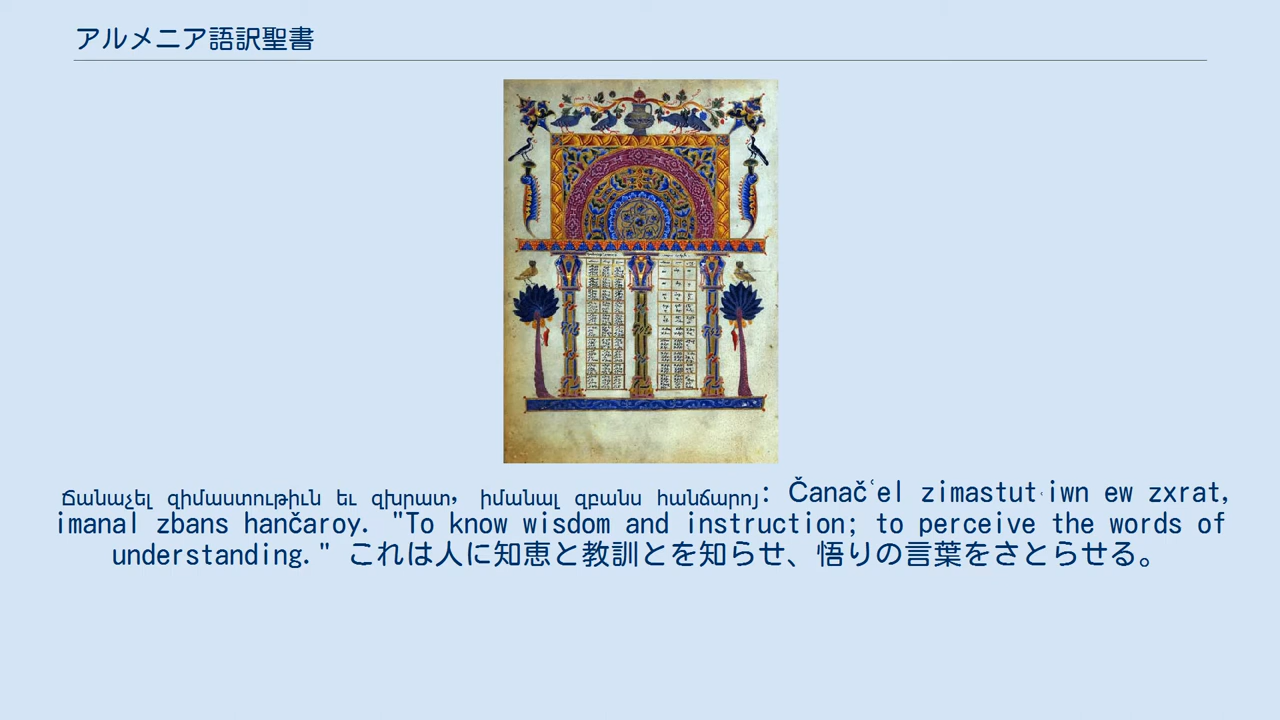 アルメニア語訳聖書
Ճանաչել զիմաստութիւն եւ զխրատ, իմանալ զբանս հանճարոյ: Čanačʿel zimastutʿiwn ew zxrat,
imanal zbans hančaroy. "To know wisdom and instruction; to perceive the words of
understanding." これは人に知恵と教訓とを知らせ、悟りの言葉をさとらせる。